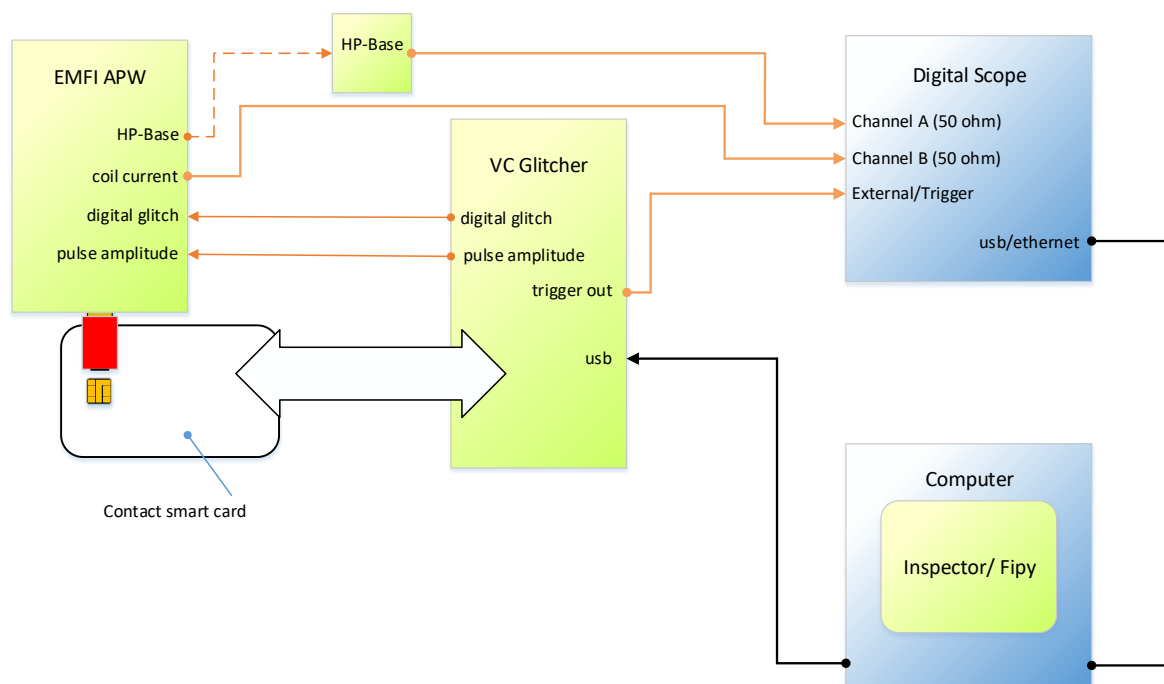 HP-Base
EMFI APW
Digital Scope
HP-Base
Channel A (50 ohm)
Channel B (50 ohm)
External/Trigger
usb/ethernet
coil current
digital glitch
pulse amplitude
VC Glitcher
digital glitch
pulse amplitude
trigger out
usb
Contact smart card
Computer
Inspector/ Fipy